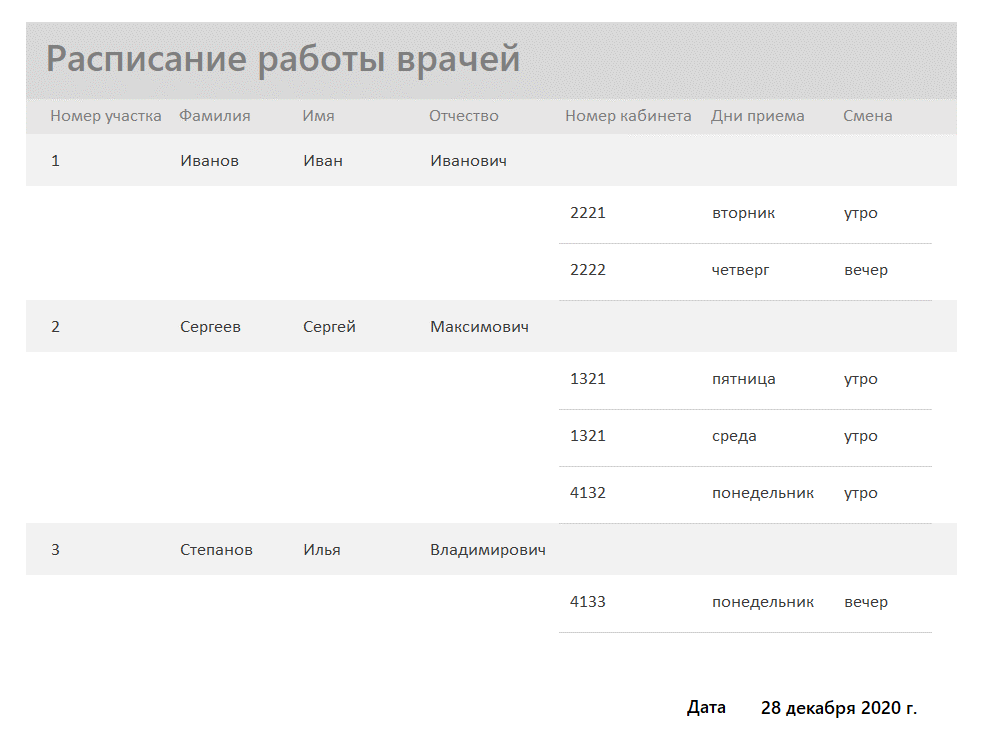 Расписание работы врачей
Номер участка Фамилия Имя Отчество Номер кабинета Дни приема Смена
1 Иванов Иван Иванович
2221 вторник утро
2222 четверг вечер
2 Сергеев Сергей Максимович
1321 пятница утро
1321 среда утро
4132 понедельник утро
3 Степанов Илья Владимирович
4133 понедельник вечер
Дата 28 декабря 2020 г.